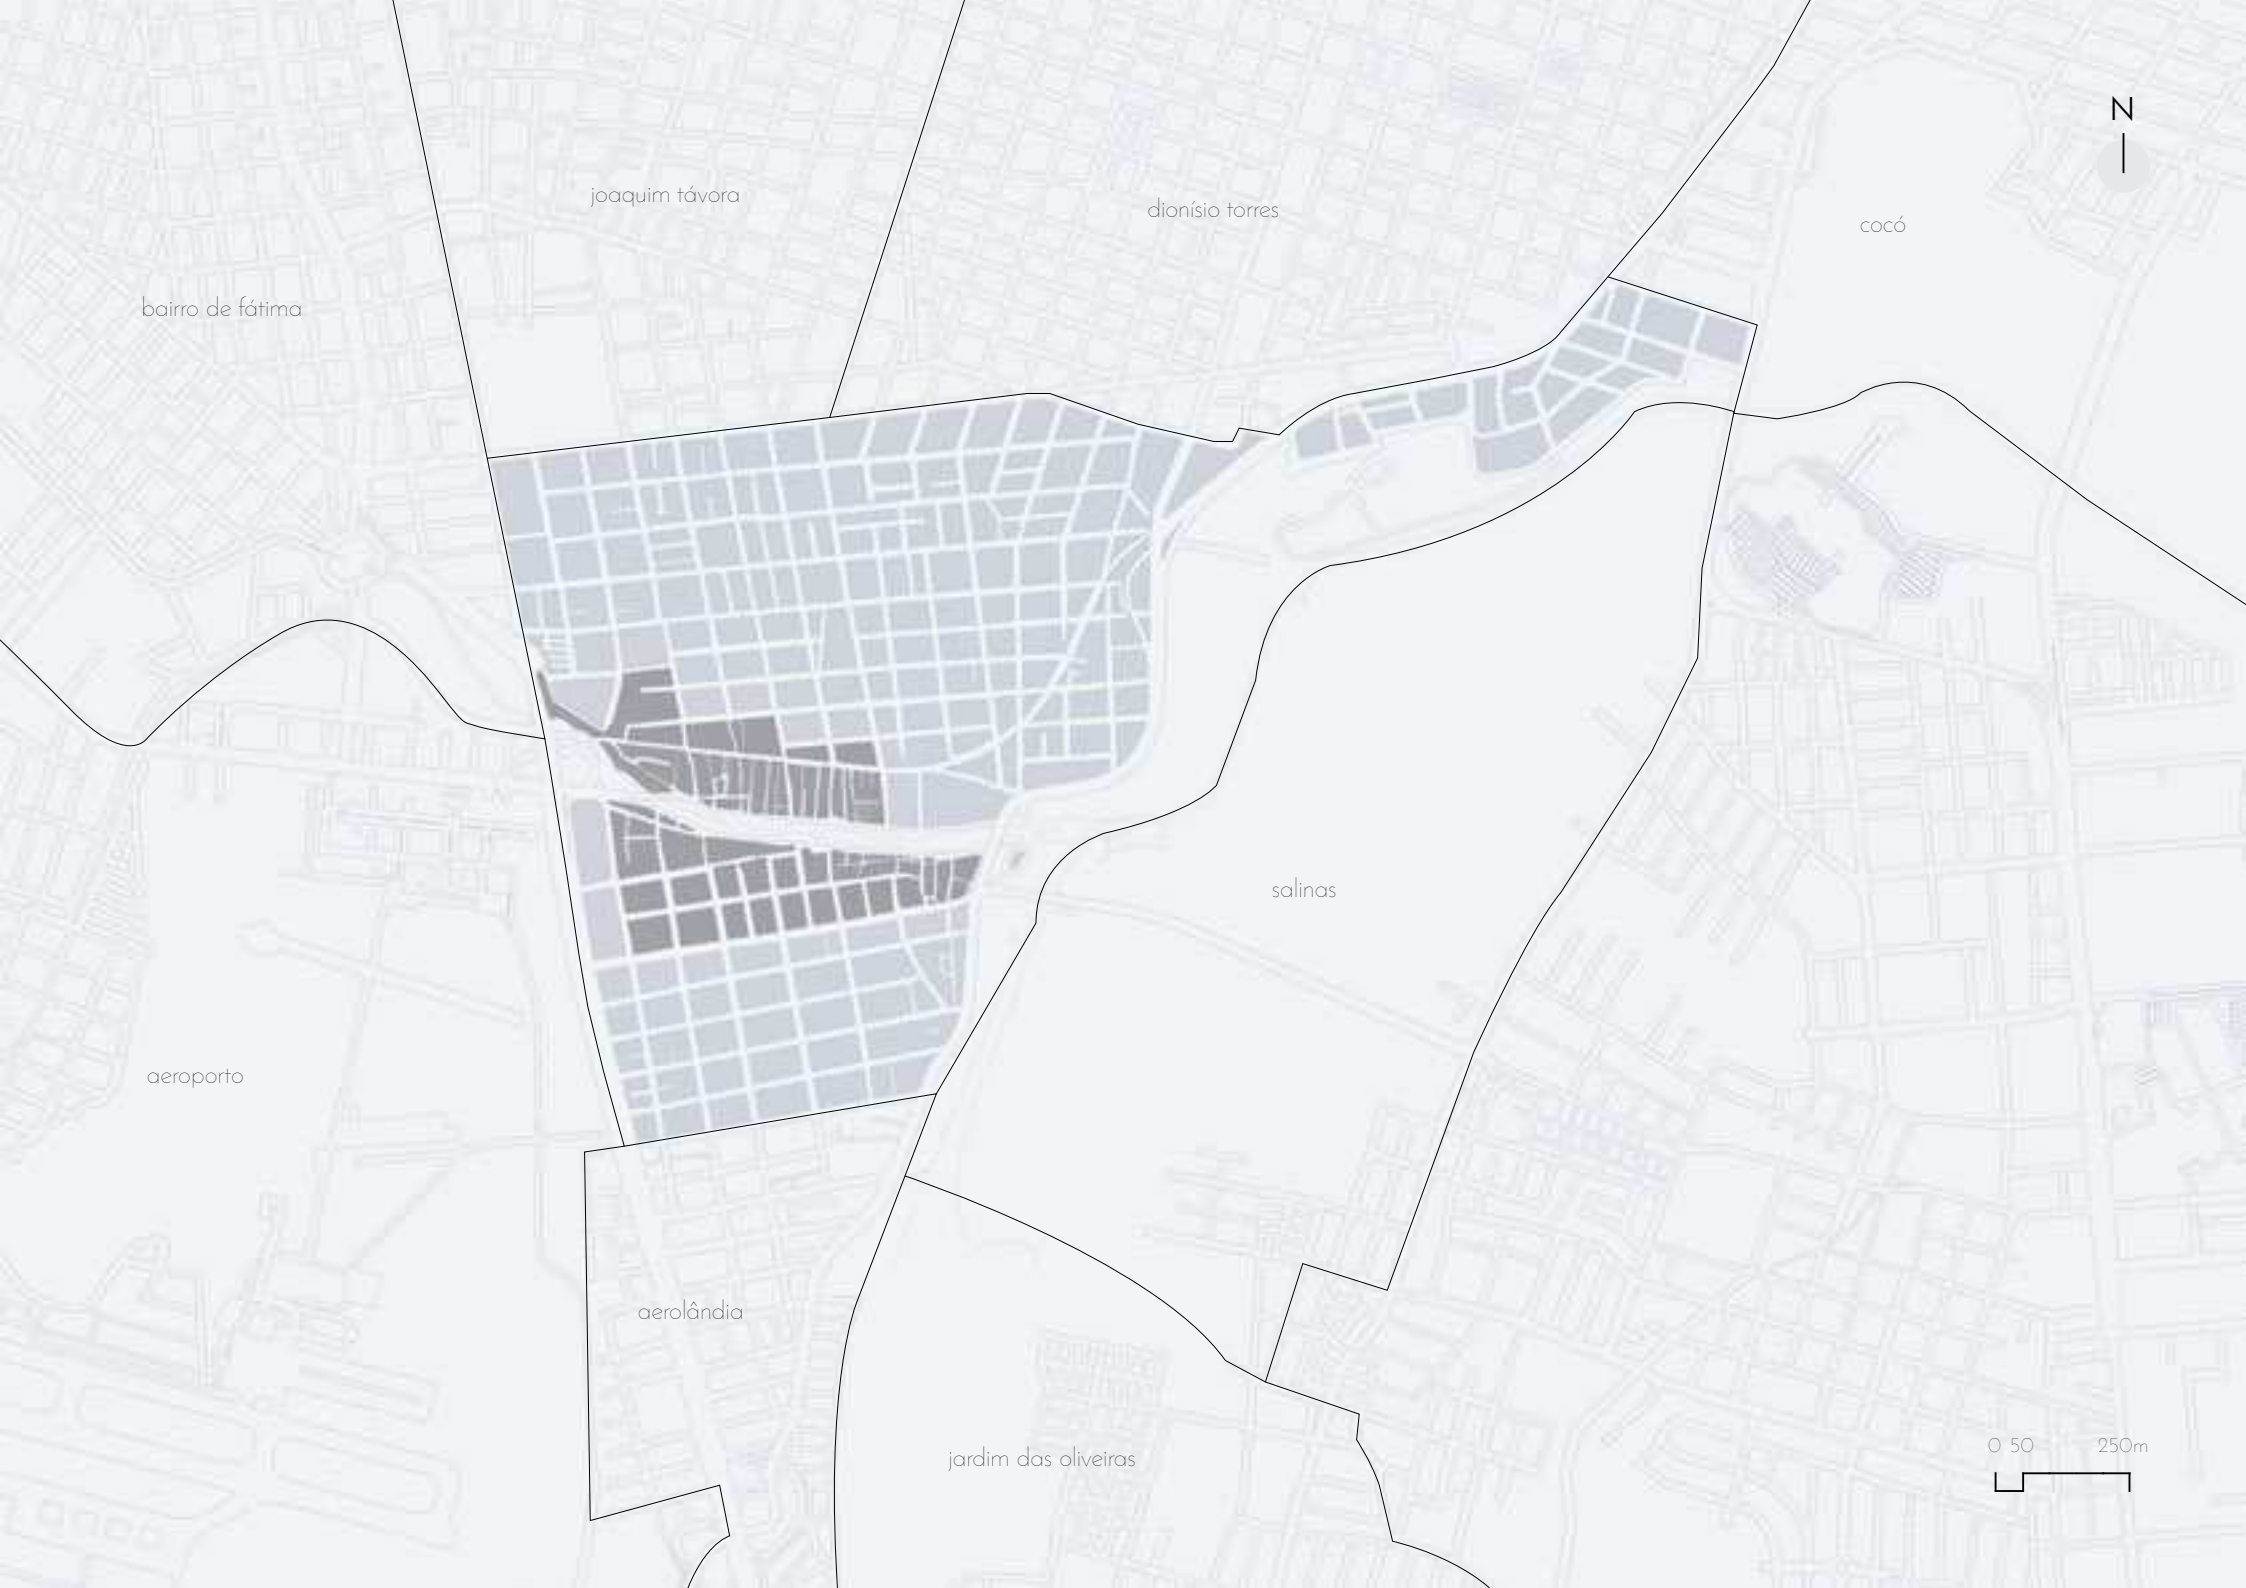 N
joaquim távora
dionísio torres
cocó
bairro de fátima
salinas
aeroporto
aerolândia
jardim das oliveiras
0 50 250m